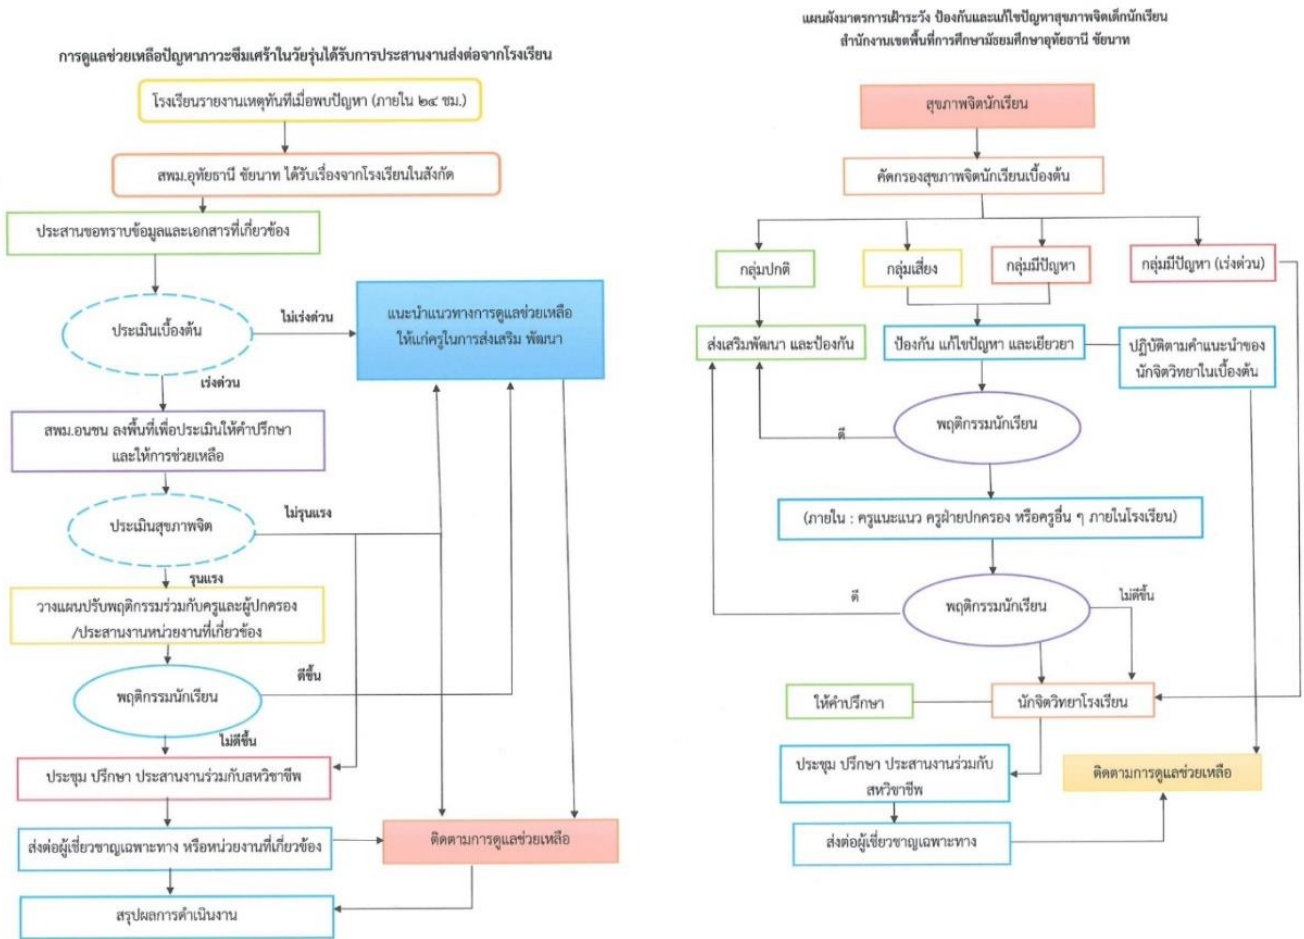 การดูแลช่วยเหลือปัญหาภาวะซึมเศร้าในวัยรุ่นได้รับการประสานงานส่งต่อจากโรงเรียน
โรงเรียนรายงานเหตุทันทีเมื่อพบปัญหา (ภายใน ๒๔ ชม.)
สพม.อุทัยธานี ชัยนาท ได้รับเรื่องจากโรงเรียนในสังกัด
ประสานขอทราบข้อมูลและเอกสารที่เกี่ยวข้อง
ประเมินเบื้องต้น
ไม่เร่งด่วน
แนะนำแนวทางการดูแลช่วยเหลือ
ให้แก่ครูในการส่งเสริม พัฒนา
เร่งด่วน
สพม.อนชน ลงพื้นที่เพื่อประเมินให้คำปรึกษา
และให้การช่วยเหลือ
ประเมินสุขภาพจิต
ไม่รุนแรง
รุนแรง
วางแผนปรับพฤติกรรมร่วมกับครูและผู้ปกครอง
/ประสานงานหน่วยงานที่เกี่ยวข้อง
พฤติกรรมนักเรียน
ดีขึ้น
ไม่ดีขึ้น
ประชุม ปรึกษา ประสานงานร่วมกับสหวิชาชีพ
ส่งต่อผู้เชี่ยวชาญเฉพาะทาง หรือหน่วยงานที่เกี่ยวข้อง
ติดตามการดูแลช่วยเหลือ
สรุปผลการดำเนินงาน
แผนผังมาตรการเฝ้าระวัง ป้องกันและแก้ไขปัญหาสุขภาพจิตเด็กนักเรียน
สำนักงานเขตพื้นที่การศึกษามัธยมศึกษาอุทัยธานี ชัยนาท
สุขภาพจิตนักเรียน
คัดกรองสุขภาพจิตนักเรียนเบื้องต้น
กลุ่มปกติ
กลุ่มเสี่ยง
กลุ่มมีปัญหา
กลุ่มมีปัญหา (เร่งด่วน)
ส่งเสริมพัฒนา และป้องกัน
ป้องกัน แก้ไขปัญหา และเยียวยา
ปฏิบัติตามคำแนะนำของ
นักจิตวิทยาในเบื้องต้น
พฤติกรรมนักเรียน
ดี
(ภายใน : ครูแนะแนว ครูฝ่ายปกครอง หรือครูอื่น ๆ ภายในโรงเรียน)
พฤติกรรมนักเรียน
ดี
ไม่ดีขึ้น
ให้คำปรึกษา
นักจิตวิทยาโรงเรียน
ประชุม ปรึกษา ประสานงานร่วมกับ
สหวิชาชีพ
ติดตามการดูแลช่วยเหลือ
ส่งต่อผู้เชี่ยวชาญเฉพาะทาง